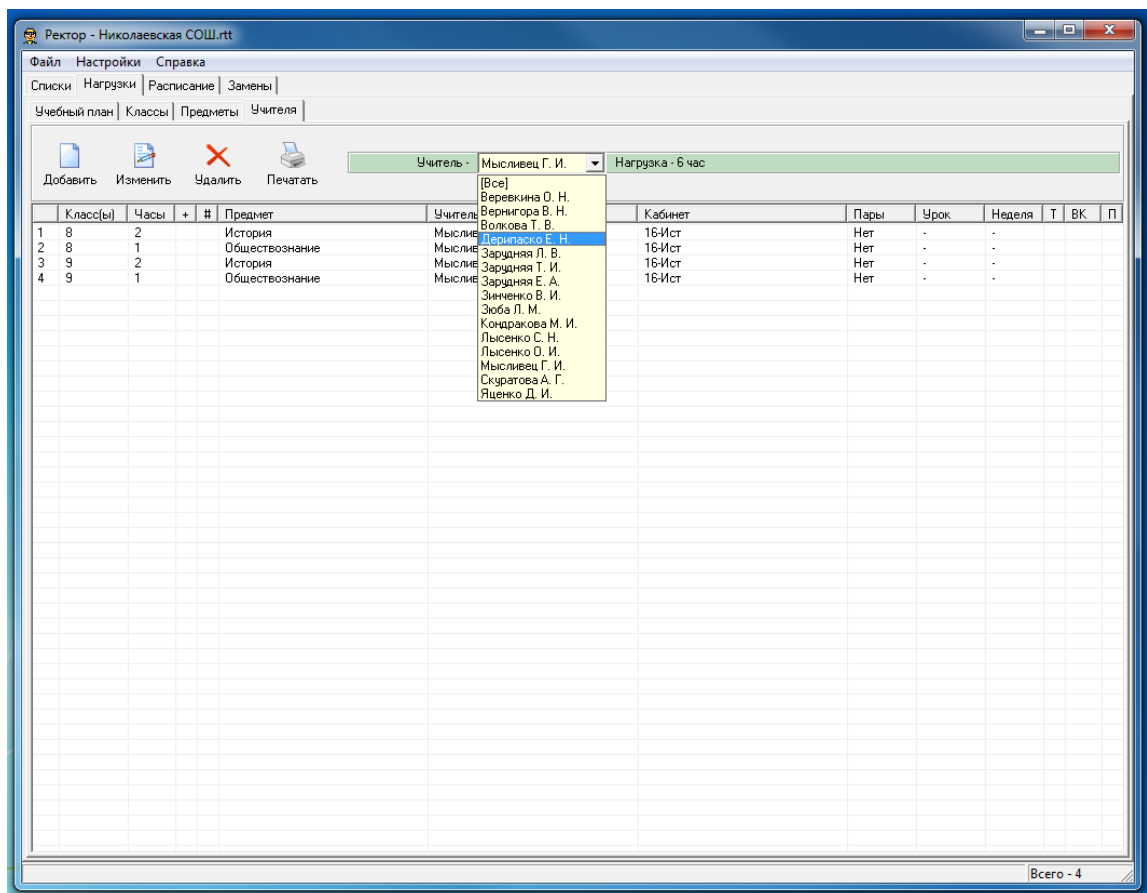 Ректор - Николаевская СОШ.rtt
Файл Настройки Справка
Списки Нагрузки Расписание Замены
Учебный план Классы Предметы Учителя
Добавить Изменить Удалить Печатать
Учитель - Мысливец Г. И. Нагрузка - 6 час
[Все]
Веревкина О. Н.
Вернигора В. Н.
Волкова Т. В.
Дерипаско Е. Н.
Зарудняя Л. В.
Зарудняя Т. И.
Зарудняя Е. А.
Зинченко В. И.
Зюба Л. М.
Кондракова М. И.
Лысенко С. Н.
Лысенко О. И.
Мысливец Г. И.
Скуратова А. Г.
Яценко Д. И.
Класс(ы) Часы + # Предмет Учитель Кабинет Пары Урок Неделя Т ВК П
1 8 2 История Мыслив 16-Ист Нет - -
2 8 1 Обществознание Мыслив 16-Ист Нет - -
3 9 2 История Мыслив 16-Ист Нет - -
4 9 1 Обществознание Мыслив 16-Ист Нет - -
Всего - 4